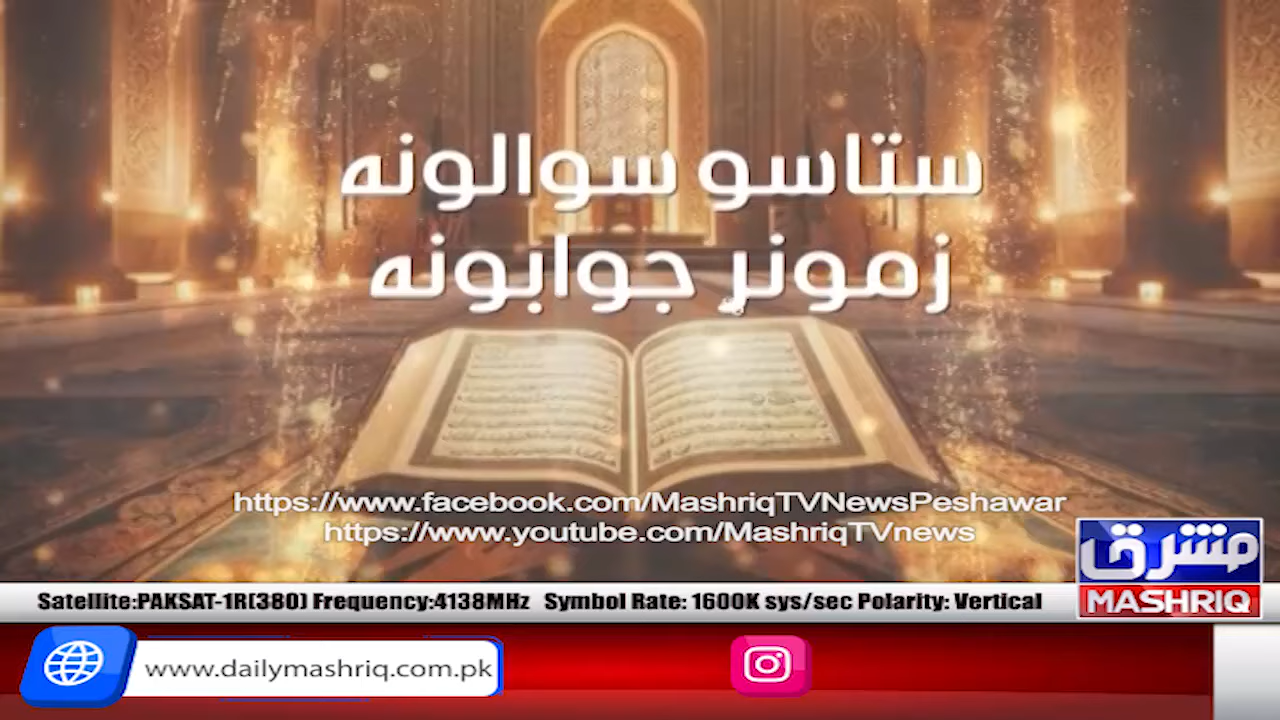 ستاسو سوالونه
زمونږ جوابونه
https://www.facebook.com/MashriqTVNewsPeshawar
https://www.youtube.com/MashriqTVnews
مشرق
MASHRIQ
Satellite:PAKSAT-1R(380) Frequency:4138MHz Symbol Rate: 1600K sys/sec Polarity: Vertical
www.dailymashriq.com.pk